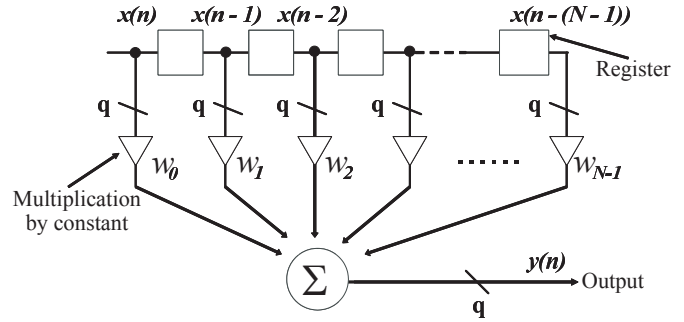 x(n) x(n - 1) x(n - 2) x(n - (N - 1))
Register
q q q q q
w0 w1 w2 ...... wN-1
Multiplication
by constant
Σ
y(n)
Output
q